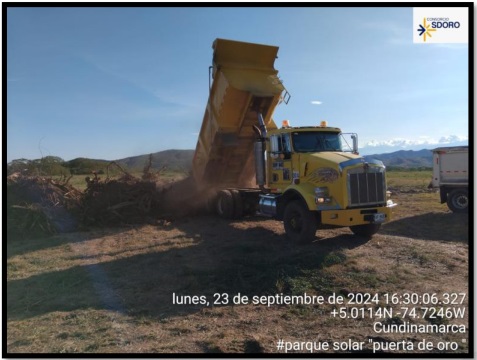 CONSORCIO
SDORO
lunes, 23 de septiembre de 2024 16:30:06.327
+5.0114N -74.7246W
Cundinamarca
#parque solar "puerta de oro "